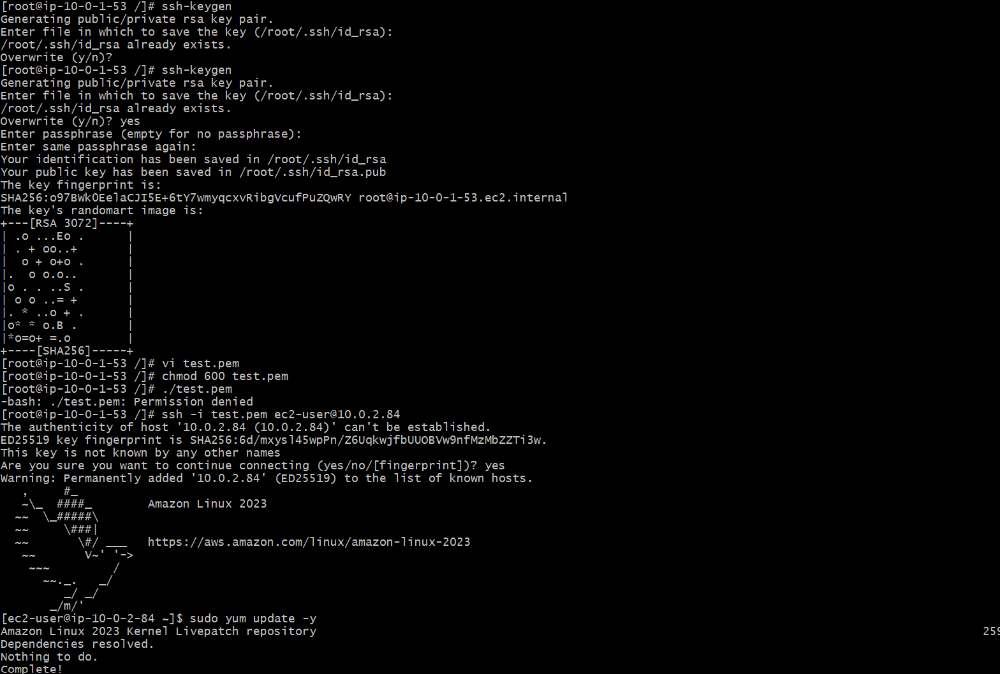 [root@ip-10-0-1-53 /]# ssh-keygen
Generating public/private rsa key pair.
Enter file in which to save the key (/root/.ssh/id_rsa):
/root/.ssh/id_rsa already exists.
Overwrite (y/n)?
[root@ip-10-0-1-53 /]# ssh-keygen
Generating public/private rsa key pair.
Enter file in which to save the key (/root/.ssh/id_rsa):
/root/.ssh/id_rsa already exists.
Overwrite (y/n)? yes
Enter passphrase (empty for no passphrase):
Enter same passphrase again:
Your identification has been saved in /root/.ssh/id_rsa
Your public key has been saved in /root/.ssh/id_rsa.pub
The key fingerprint is:
SHA256:o97BWk0EelaCJI5E+6tY7wmyqcxvRibgVcufPuZQwRY root@ip-10-0-1-53.ec2.internal
The key's randomart image is:
+---[RSA 3072]----+
| .o ...Eo .      |
| . + oo..+       |
|  o + o+o .      |
|.  o o.o..       |
|o . . ..S .      |
| o o ..= +       |
|. * ..o + .      |
|o* * o.B .       |
|*o=o+ =.o        |
+----[SHA256]-----+
[root@ip-10-0-1-53 /]# vi test.pem
[root@ip-10-0-1-53 /]# chmod 600 test.pem
[root@ip-10-0-1-53 /]# ./test.pem
-bash: ./test.pem: Permission denied
[root@ip-10-0-1-53 /]# ssh -i test.pem ec2-user@10.0.2.84
The authenticity of host '10.0.2.84 (10.0.2.84)' can't be established.
ED25519 key fingerprint is SHA256:6d/mxysl45wpPn/Z6UqkwjfbUUOBVw9nfMzMbZZTi3w.
This key is not known by any other names
Are you sure you want to continue connecting (yes/no/[fingerprint])? yes
Warning: Permanently added '10.0.2.84' (ED25519) to the list of known hosts.
   ,     #_
   ~\_  ####_        Amazon Linux 2023
  ~~  \_#####\
  ~~     \###|
  ~~       \#/ ___   https://aws.amazon.com/linux/amazon-linux-2023
   ~~       V~' '->
    ~~~         /
      ~~._.   _/
         _/ _/
       _/m/'
[ec2-user@ip-10-0-2-84 ~]$ sudo yum update -y
Amazon Linux 2023 Kernel Livepatch repository 259
Dependencies resolved.
Nothing to do.
Complete!